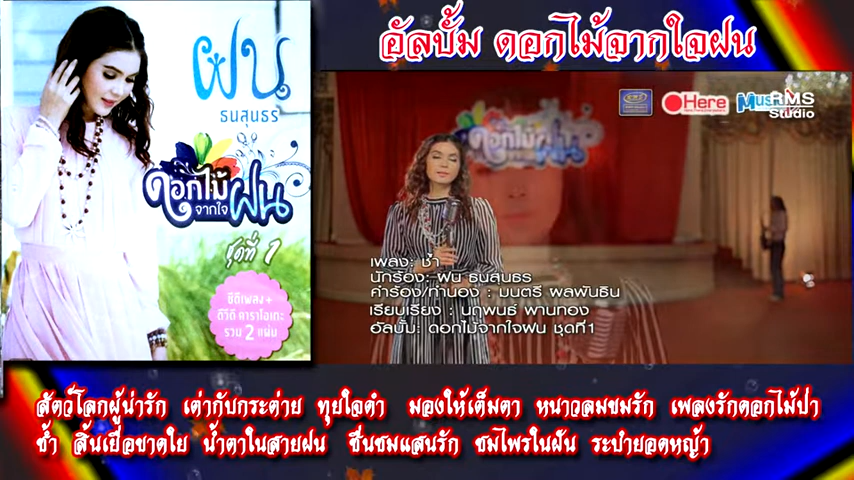 อัลบั้ม ดอกไม้จากใจฝน
ฝน
ธนสุนธร
ดอกไม้
จากใจ
ฝน
ชุดที่ 1
ซีดีเพลง +
ดีวีดี คาราโอเกะ
รวม 2 แผ่น
Here
Music
RMS
Studio
ดอกไม้
ฝน
เพลง: ช้ำ
นักร้อง: ฝน ธนสุนธร
คำร้อง/ทำนอง : มนตรี ผลพันธิน
เรียบเรียง : นฤพนธ์ พานทอง
อัลบั้ม: ดอกไม้จากใจฝน ชุดที่1
สัตว์โลกผู้น่ารัก เต่ากับกระต่าย ทุยใจดำ มองให้เต็มตา หนาวลมชมรัก เพลงรักดอกไม้ป่า
ช้ำ สิ้นเยื่อขาดใย น้ำตาในสายฝน ชื่นชมแสนรัก ชมไพรในฝัน ระบำยอดหญ้า